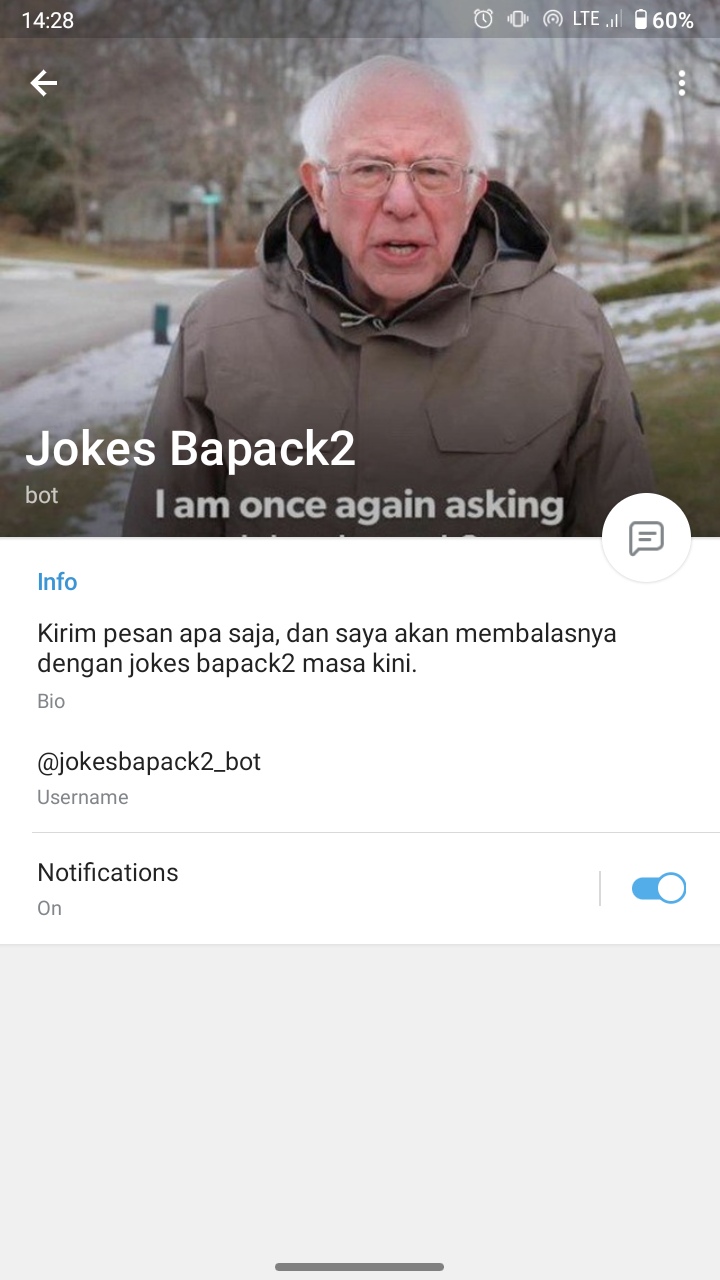 14:28
LTE
60%
Jokes Bapack2
bot
I am once again asking
Info
Kirim pesan apa saja, dan saya akan membalasnya
dengan jokes bapack2 masa kini.
Bio
@jokesbapack2_bot
Username
Notifications
On